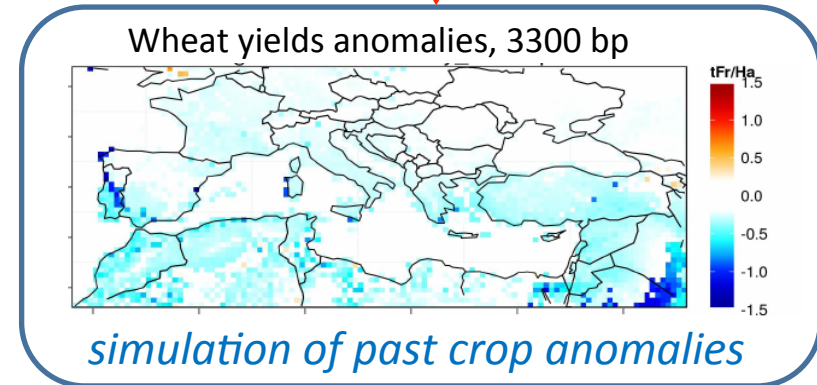 Wheat yields anomalies, 3300 bp
tFr/Ha
1.5
1.0
0.5
0.0
-0.5
-1.0
-1.5
simulation of past crop anomalies